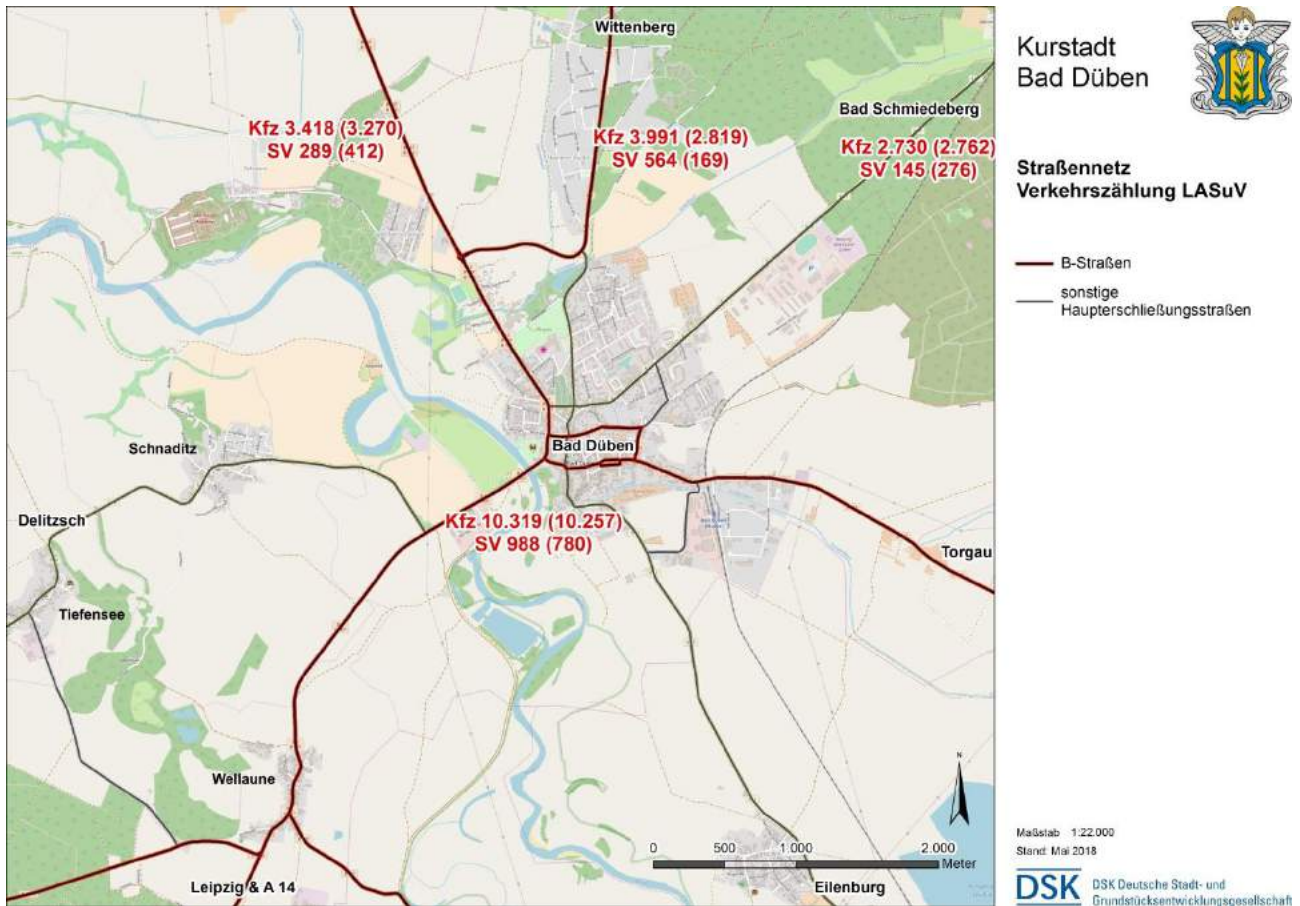 Wittenberg
Bad Schmiedeberg
Kfz 3.418 (3.270)
SV 289 (412)
Kfz 3.991 (2.819)
SV 564 (169)
Kfz 2.730 (2.762)
SV 145 (276)
Schnaditz
Bad Düben
Delitzsch
Kfz 10.319 (10.257)
SV 988 (780)
Torgau
Tiefensee
Wellaune
Leipzig & A 14
Eilenburg
N
0 500 1.000 2.000
Meter
Kurstadt
Bad Düben
Straßennetz
Verkehrszählung LASuV
B-Straßen
sonstige
Haupterschließungsstraßen
Maßstab 1:22.000
Stand: Mai 2018
DSK DSK Deutsche Stadt- und
Grundstücksentwicklungsgesellschaft